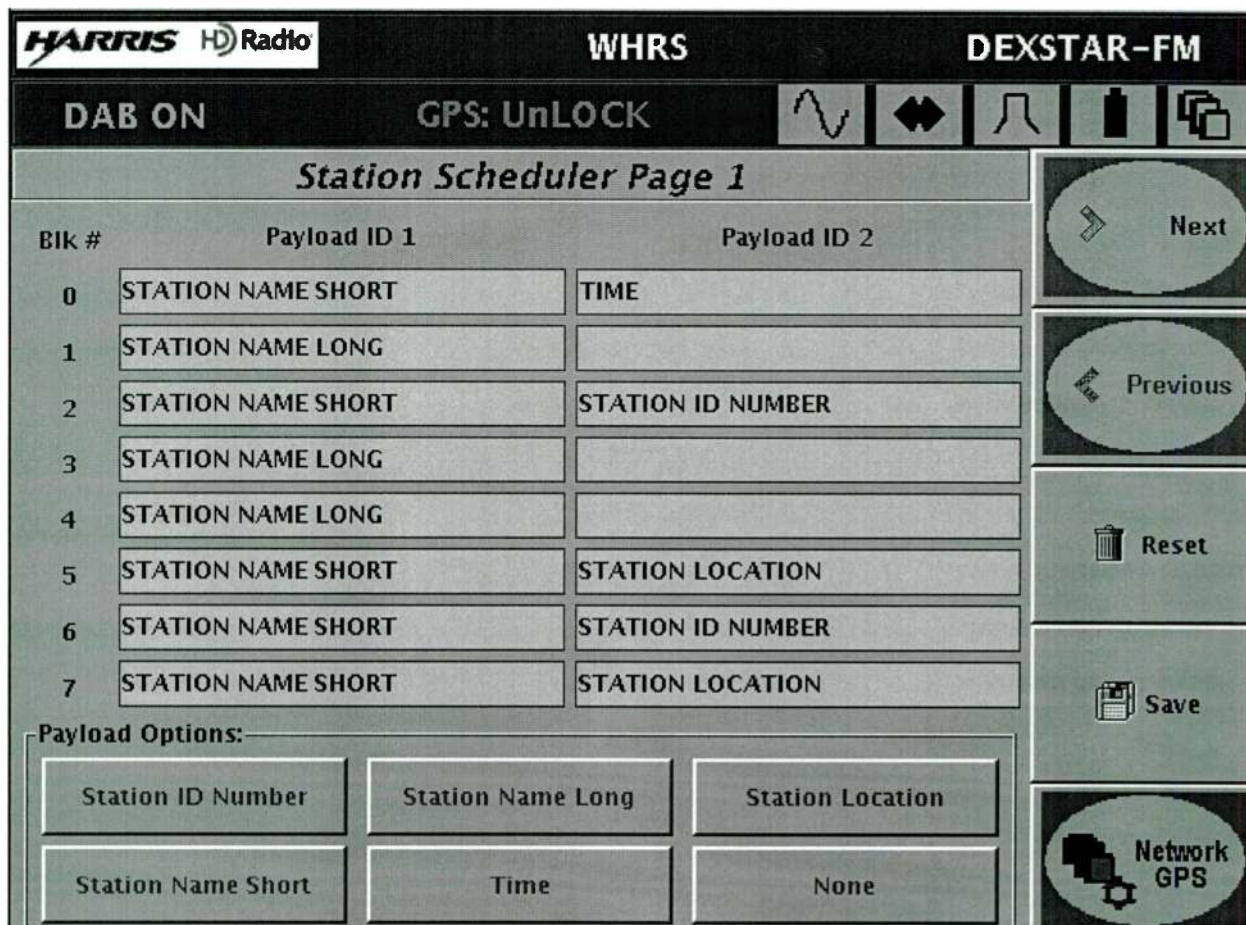 HARRIS HD Radio WHRS DEXSTAR-FM
DAB ON GPS: UnLOCK
Station Scheduler Page 1
Next
Blk # Payload ID 1 Payload ID 2
0 STATION NAME SHORT TIME
1 STATION NAME LONG
Previous
2 STATION NAME SHORT STATION ID NUMBER
3 STATION NAME LONG
4 STATION NAME LONG
Reset
5 STATION NAME SHORT STATION LOCATION
6 STATION NAME SHORT STATION ID NUMBER
7 STATION NAME SHORT STATION LOCATION
Save
Payload Options:
Station ID Number Station Name Long Station Location
Station Name Short Time None
Network
GPS